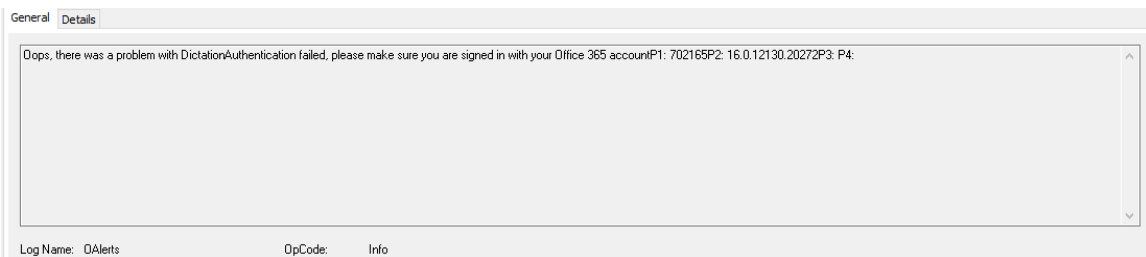 General Details
Oops, there was a problem with DictationAuthentication failed, please make sure you are signed in with your Office 365 accountP1: 702165P2: 16.0.12130.20272P3: P4:
Log Name: OAlerts OpCode: Info